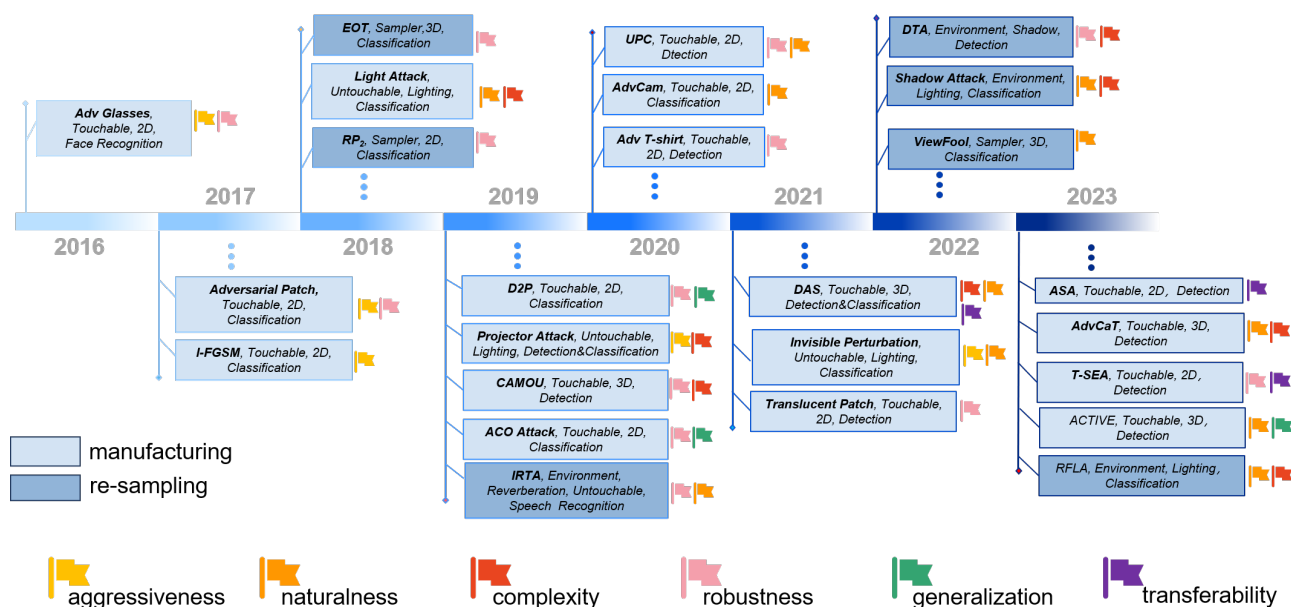 EOT, Sampler,3D,
Classification
Light Attack,
Untouchable, Lighting,
Classification
RP2, Sampler, 2D,
Classification
UPC, Touchable, 2D,
Dtection
AdvCam, Touchable, 2D,
Classification
Adv T-shirt, Touchable,
2D, Detection
DTA, Environment, Shadow,
Detection
Shadow Attack, Environment,
Lighting, Classification
ViewFool, Sampler, 3D,
Classification
Adv Glasses,
Touchable, 2D,
Face Recognition
2017
2019
2021
2023
2016
2018
2020
2022
Adversarial Patch,
Touchable, 2D,
Classification
I-FGSM, Touchable, 2D,
Classification
D2P, Touchable, 2D,
Classification
Projector Attack, Untouchable,
Lighting, Detection&Classification
CAMOU, Touchable, 3D,
Detection
ACO Attack, Touchable, 2D,
Classification
IRTA, Environment,
Reverberation, Untouchable,
Speech Recognition
DAS, Touchable, 3D,
Detection&Classification
Invisible Perturbation,
Untouchable, Lighting,
Classification
Translucent Patch, Touchable,
2D, Detection
ASA, Touchable, 2D, Detection
AdvCaT, Touchable, 3D,
Detection
T-SEA, Touchable, 2D,
Detection
ACTIVE, Touchable, 3D,
Detection
RFLA, Environment, Lighting,
Classification
manufacturing
re-sampling
aggressiveness
naturalness
complexity
robustness
generalization
transferability